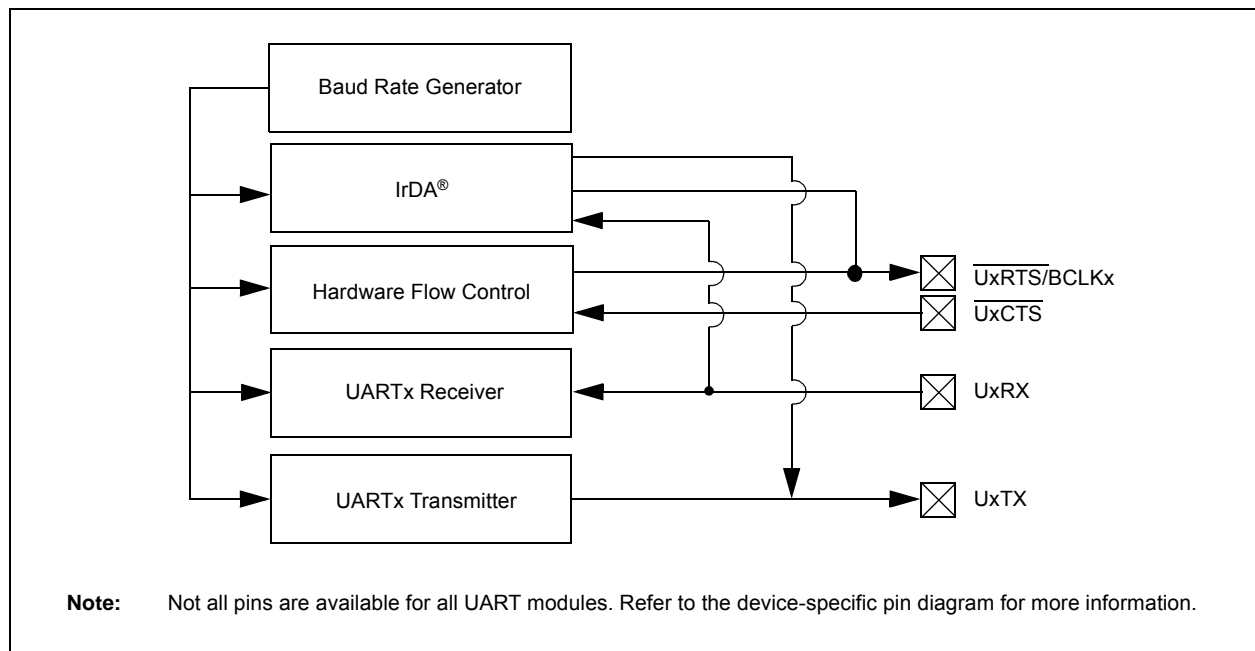 Baud Rate Generator
IrDA®
Hardware Flow Control
UxRTS/BCLKx
UxCTS
UARTx Receiver
UxRX
UARTx Transmitter
UxTX
Note: Not all pins are available for all UART modules. Refer to the device-specific pin diagram for more information.